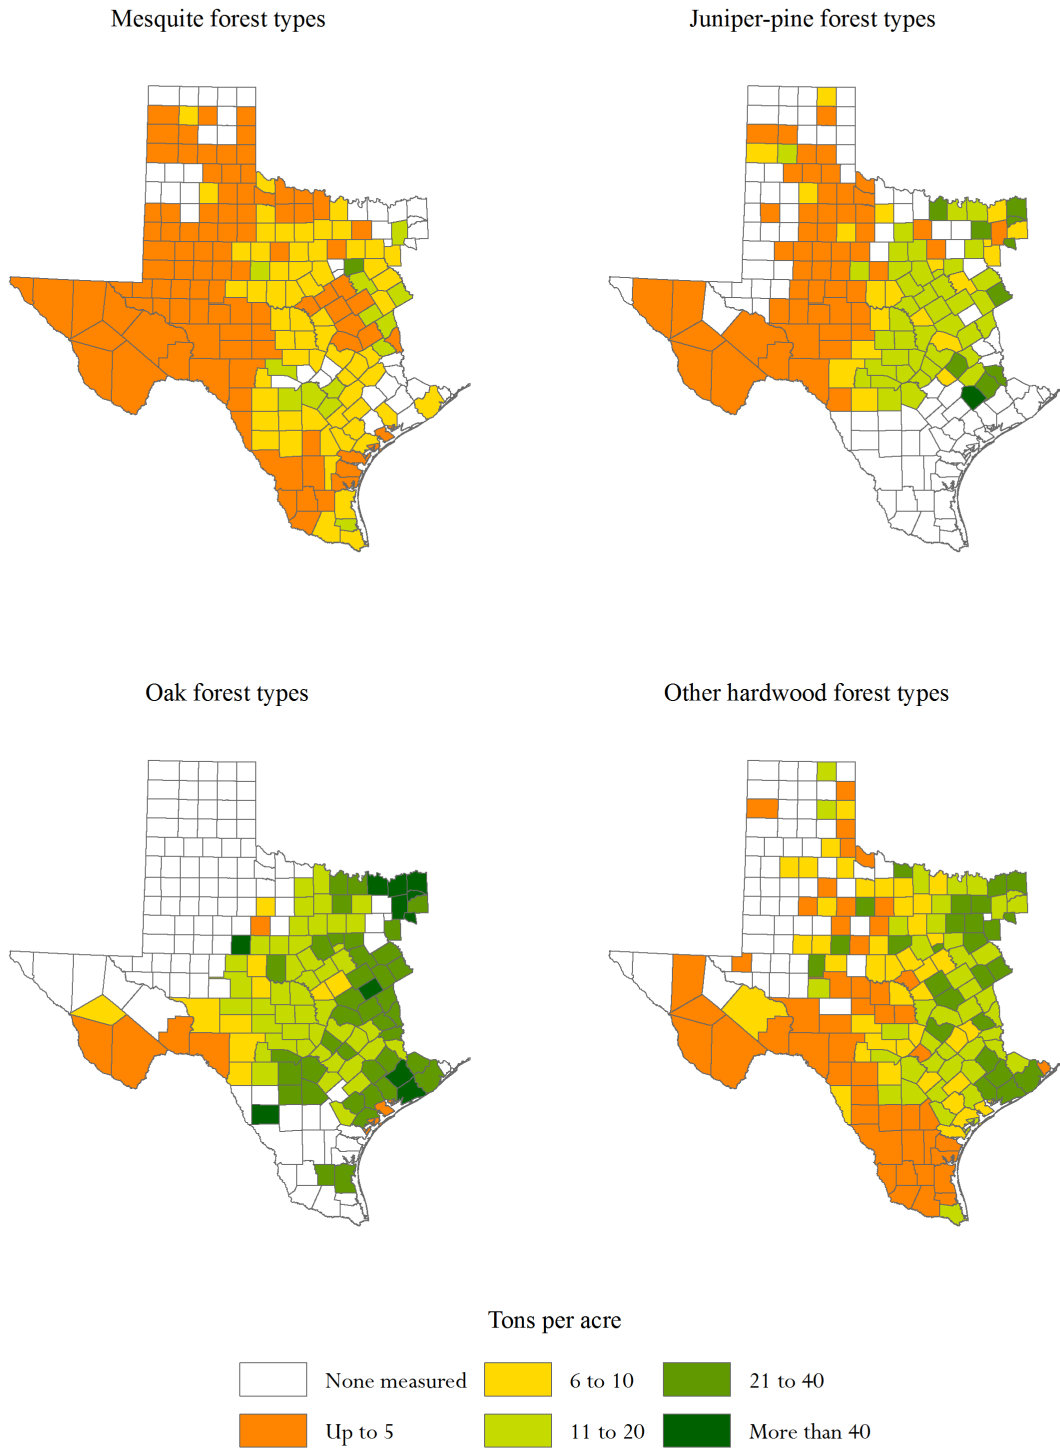 Mesquite forest types
Juniper-pine forest types
Oak forest types
Other hardwood forest types
Tons per acre
None measured
6 to 10
21 to 40
Up to 5
11 to 20
More than 40